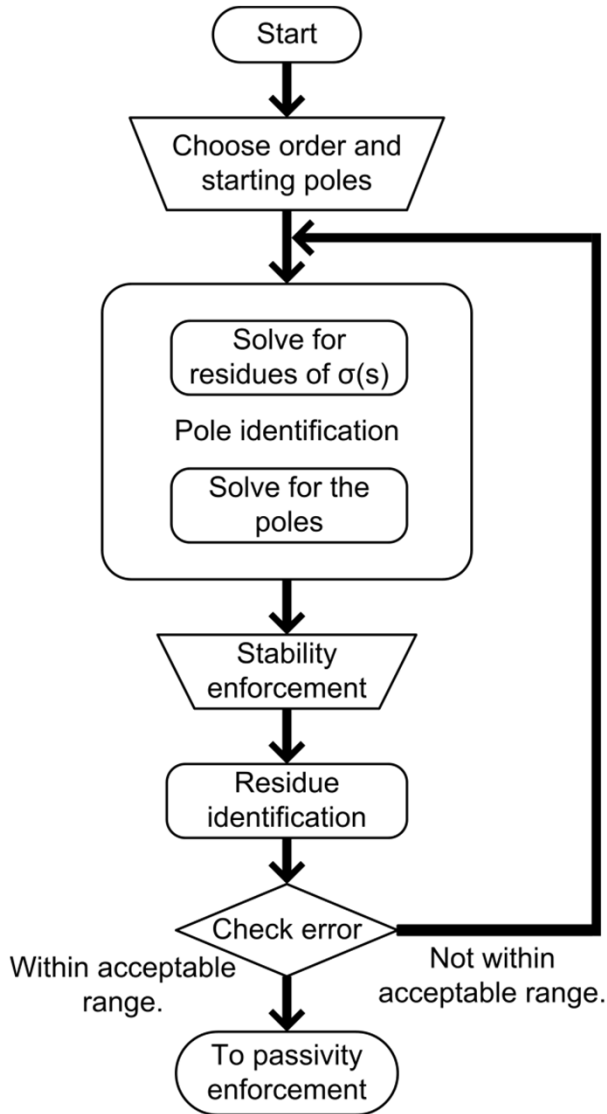 Start
Choose order and
starting poles
Solve for
residues of σ(s)
Pole identification
Solve for the
poles
Stability
enforcement
Residue
identification
Check error
Within acceptable
range.
Not within
acceptable range.
To passivity
enforcement